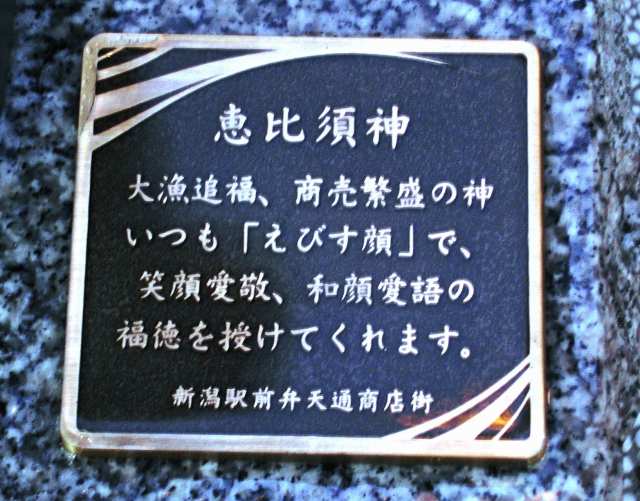 恵比須神
大漁追福、商売繁盛の神
いつも「えびす顔」で、
笑顔愛敬、和顔愛語の
福徳を授けてくれます。
新潟駅前弁天通商店街